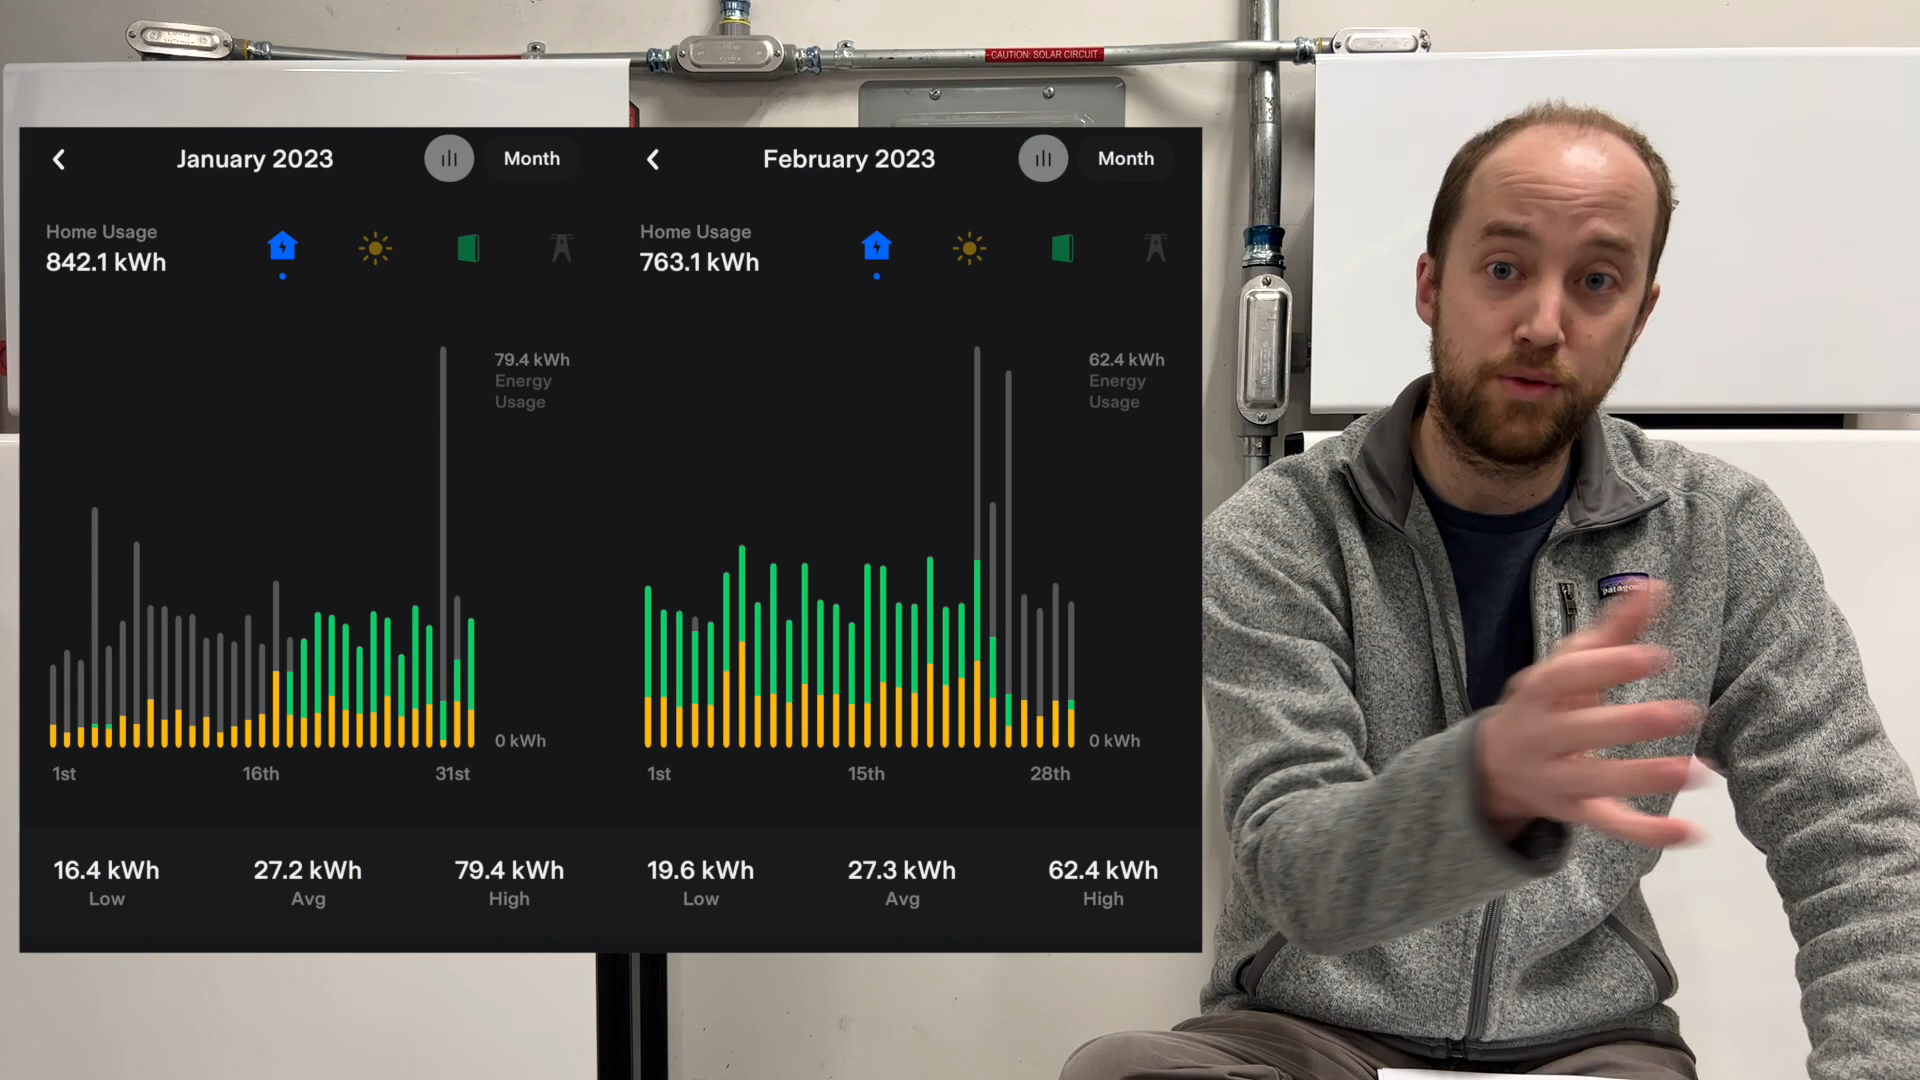 CAUTION: SOLAR CIRCUIT
January 2023
Month
Home Usage
842.1 kWh
79.4 kWh
Energy
Usage
0 kWh
1st
16th
31st
16.4 kWh
Low
27.2 kWh
Avg
79.4 kWh
High
February 2023
Month
Home Usage
763.1 kWh
62.4 kWh
Energy
Usage
0 kWh
1st
15th
28th
19.6 kWh
Low
27.3 kWh
Avg
62.4 kWh
High
patagonia